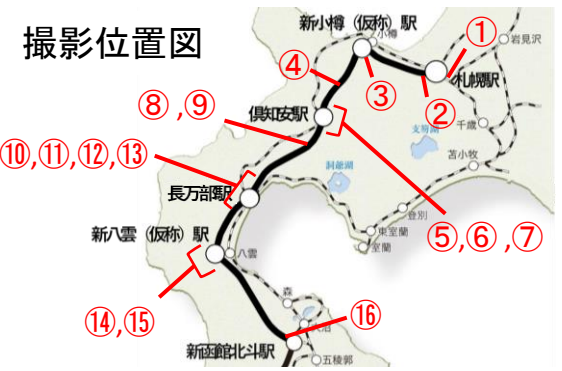 撮影位置図
新小樽（仮称）駅
小樽
①
岩見沢
④
札幌駅
③
②
⑧,⑨
倶知安駅
千歳
支笏湖
⑩,⑪,⑫,⑬
苫小牧
洞爺湖
長万部駅
登別
⑤,⑥,⑦
東室蘭
新八雲（仮称）駅
室蘭
八雲
⑭,⑮
森
⑯
大沼
新函館北斗駅
五稜郭